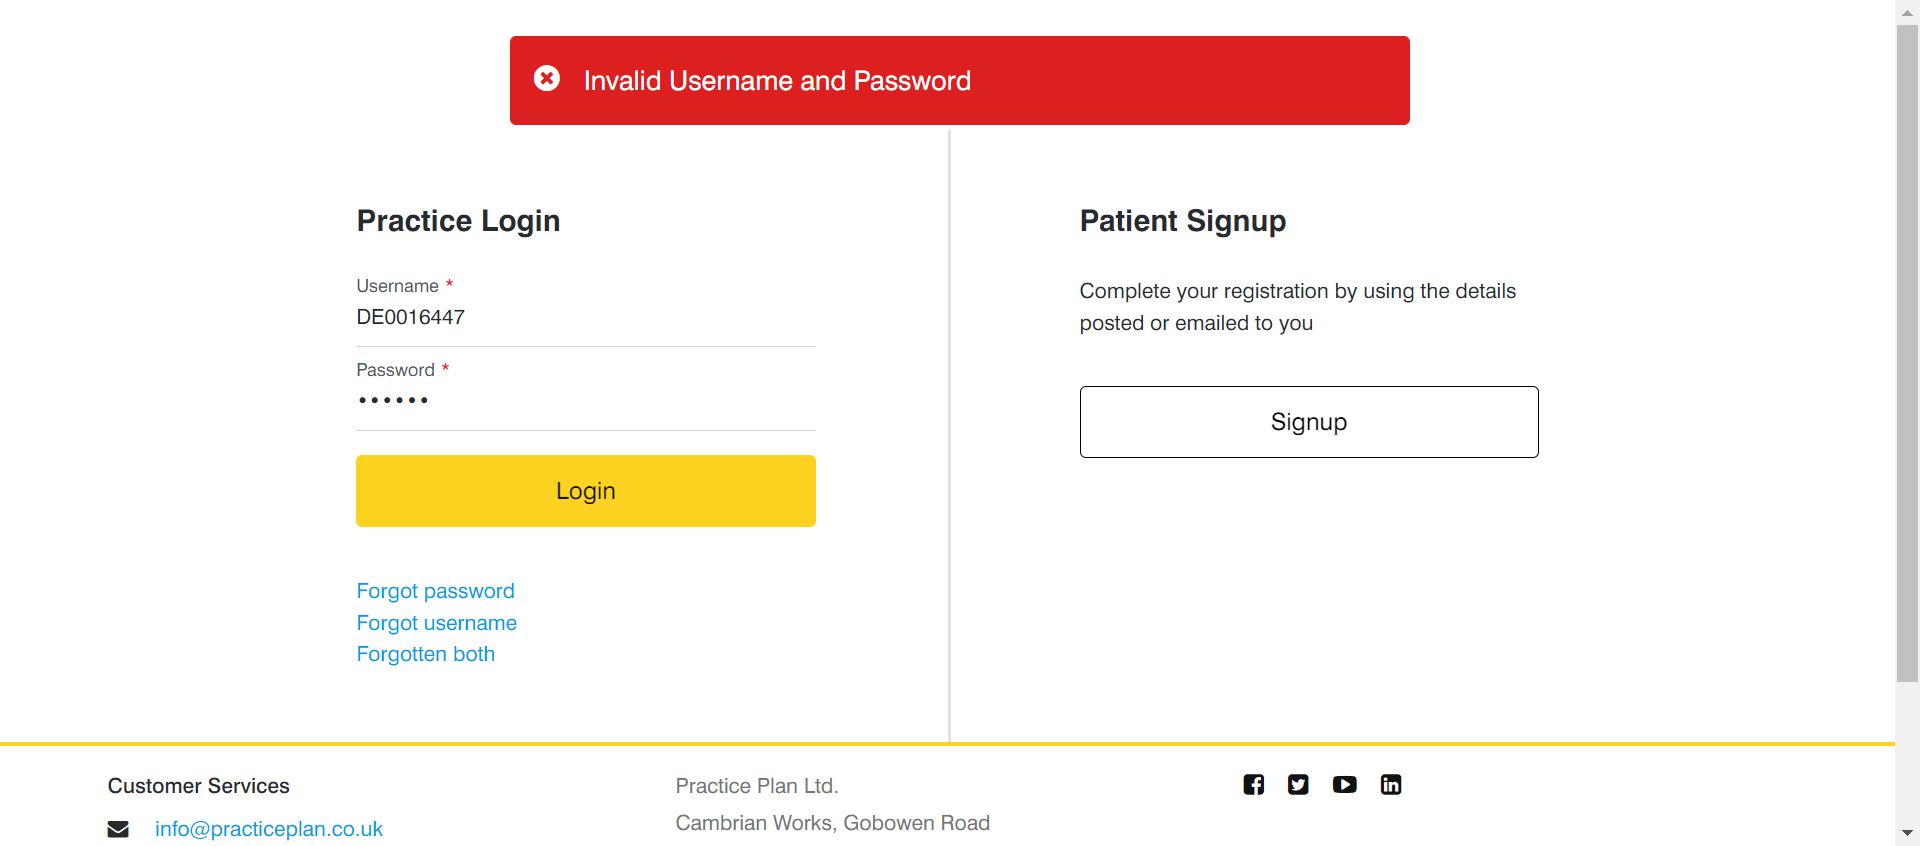 Invalid Username and Password
Practice Login
Username *
DE0016447
Password *
••••••
Login
Forgot password
Forgot username
Forgotten both
Patient Signup
Complete your registration by using the details
posted or emailed to you
Signup
Customer Services
info@practiceplan.co.uk
Practice Plan Ltd.
Cambrian Works, Gobowen Road